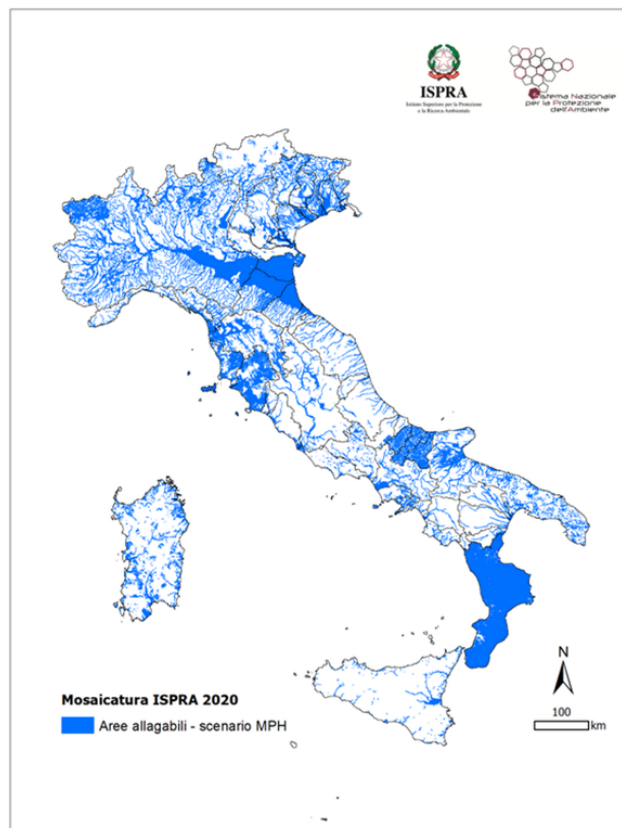 ISPRA
Istituto Superiore per la Protezione
e la Ricerca Ambientale
Sistema Nazionale
per la Protezione
dell'Ambiente
N
100
km
Mosaicatura ISPRA 2020
Aree allagabili - scenario MPH